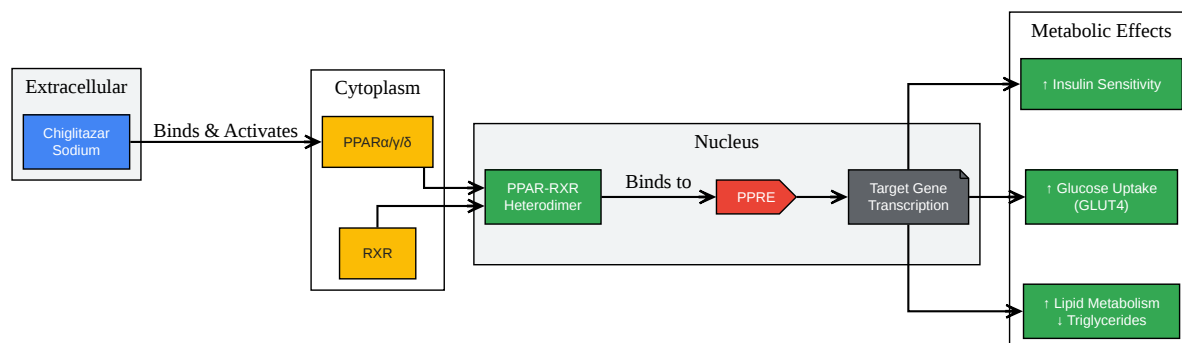 Extracellular
Chiglitazar
Sodium
Binds & Activates
Cytoplasm
PPARα/γ/δ
RXR
Nucleus
PPAR-RXR
Heterodimer
Binds to
PPRE
Target Gene
Transcription
Metabolic Effects
↑ Insulin Sensitivity
↑ Glucose Uptake
(GLUT4)
↑ Lipid Metabolism
↓ Triglycerides